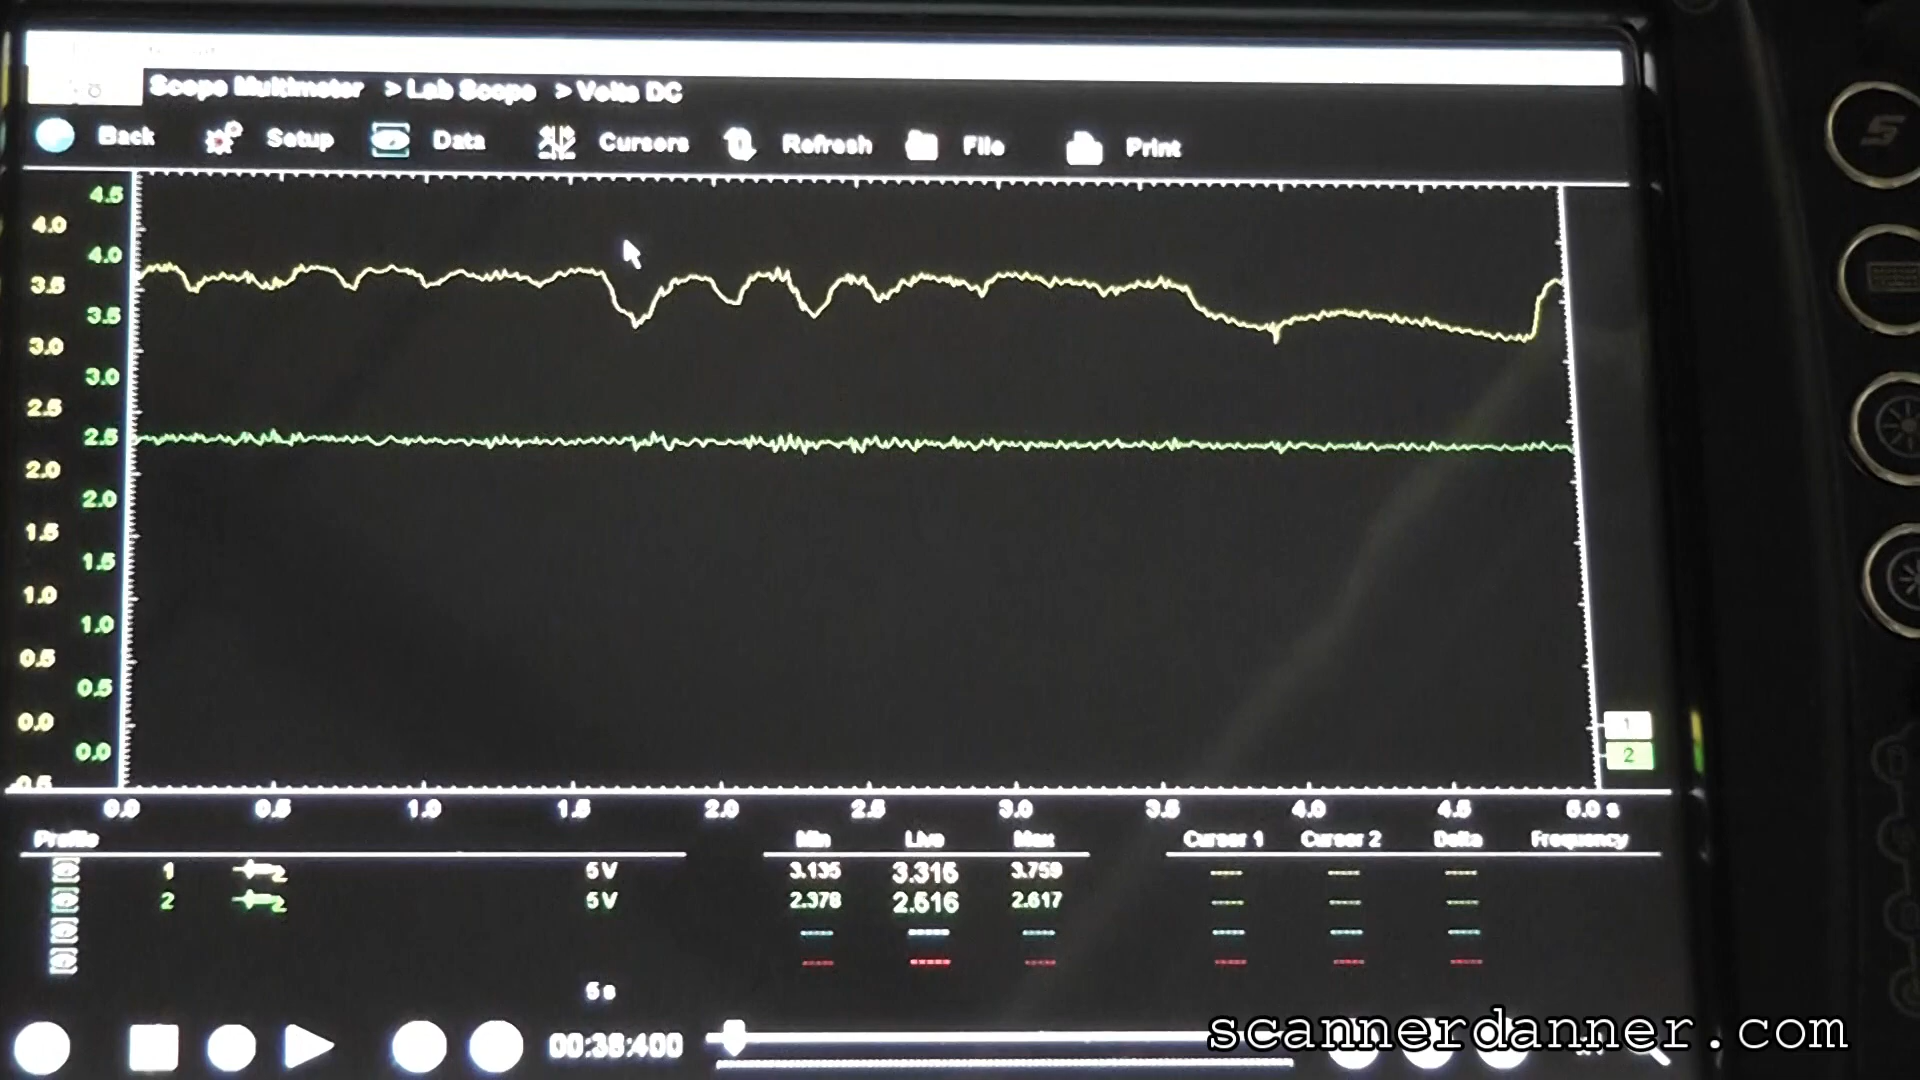 Scope Multimeter > Lab Scope > Volts DC
Back Setup Data Cursors Refresh File Print
4.5
4.0
4.0
3.5
3.5
3.0
3.0
2.5
2.5
2.0
2.0
1.5
1.5
1.0
1.0
0.5
0.5
0.0
0.0
-0.5
1
2
0.0 0.5 1.0 1.5 2.0 2.5 3.0 3.5 4.0 4.5 5.0 s
Profile Min Live Max Cursor 1 Cursor 2 Delta Frequency
1 5V 3.135 3.316 3.759
2 5V 2.378 2.516 2.617
5 s
00:38:400
scannerdanner.com